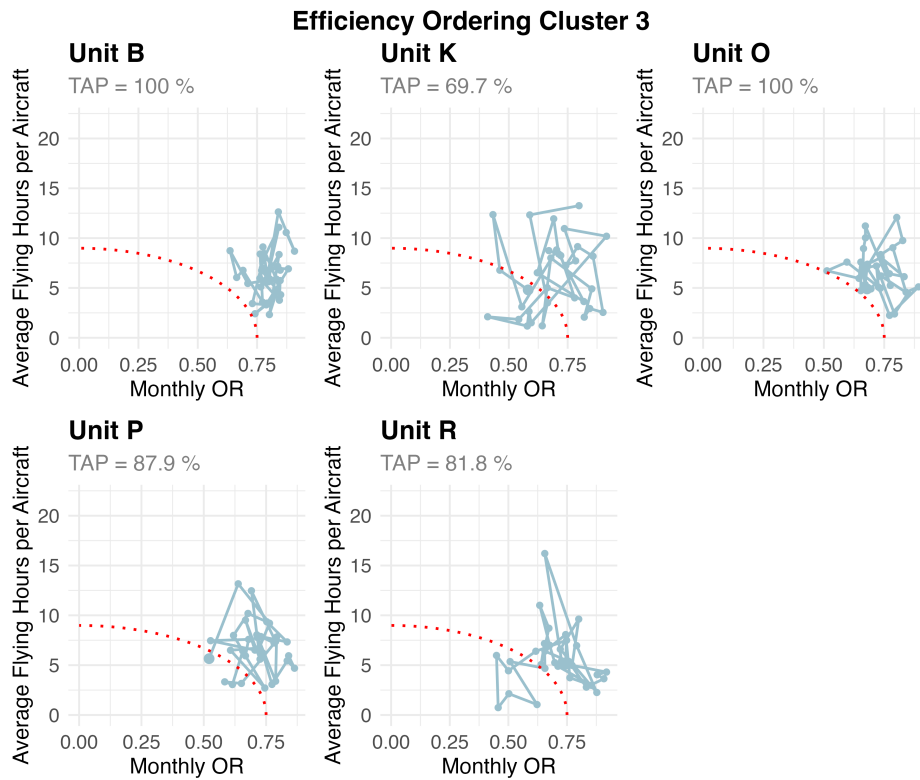 Efficiency Ordering Cluster 3
Unit B
TAP = 100 %
Average Flying Hours per Aircraft
20
15
10
5
0
0.00 0.25 0.50 0.75
Monthly OR
Unit K
TAP = 69.7 %
Average Flying Hours per Aircraft
20
15
10
5
0
0.00 0.25 0.50 0.75
Monthly OR
Unit O
TAP = 100 %
Average Flying Hours per Aircraft
20
15
10
5
0
0.00 0.25 0.50 0.75
Monthly OR
Unit P
TAP = 87.9 %
Average Flying Hours per Aircraft
20
15
10
5
0
0.00 0.25 0.50 0.75
Monthly OR
Unit R
TAP = 81.8 %
Average Flying Hours per Aircraft
20
15
10
5
0
0.00 0.25 0.50 0.75
Monthly OR